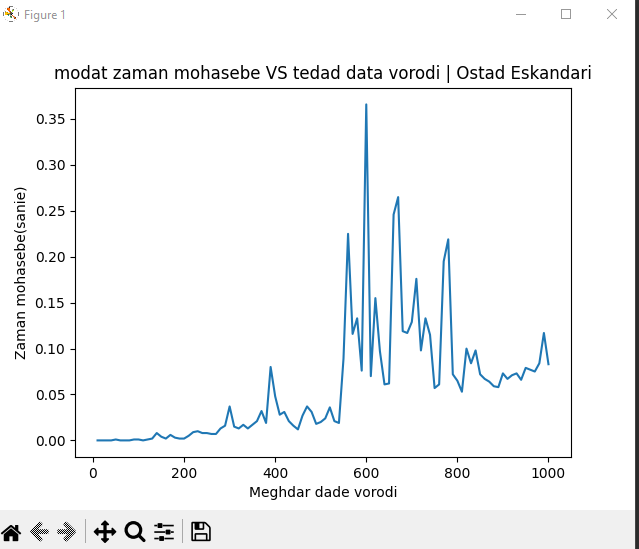 Figure 1
modat zaman mohasebe VS tedad data vorodi | Ostad Eskandari
0.35
0.30
0.25
0.20
0.15
0.10
0.05
0.00
Zaman mohasebe(sanie)
0 200 400 600 800 1000
Meghdar dade vorodi